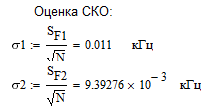 Оценка СКО:
σ1 := S_F1 / √N = 0.011 кГц
σ2 := S_F2 / √N = 9.39276 × 10⁻³ кГц